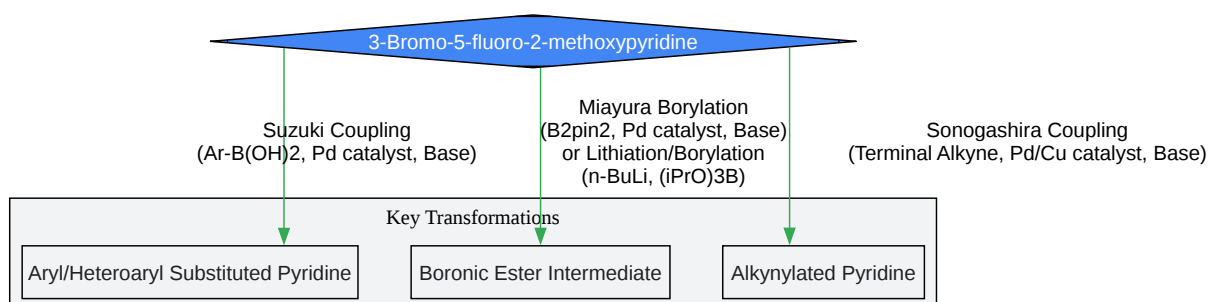 3-Bromo-5-fluoro-2-methoxypyridine
Suzuki Coupling
(Ar-B(OH)2, Pd catalyst, Base)
Miayura Borylation
(B2pin2, Pd catalyst, Base)
or Lithiation/Borylation
(n-BuLi, (iPrO)3B)
Sonogashira Coupling
(Terminal Alkyne, Pd/Cu catalyst, Base)
Key Transformations
Aryl/Heteroaryl Substituted Pyridine
Boronic Ester Intermediate
Alkynylated Pyridine